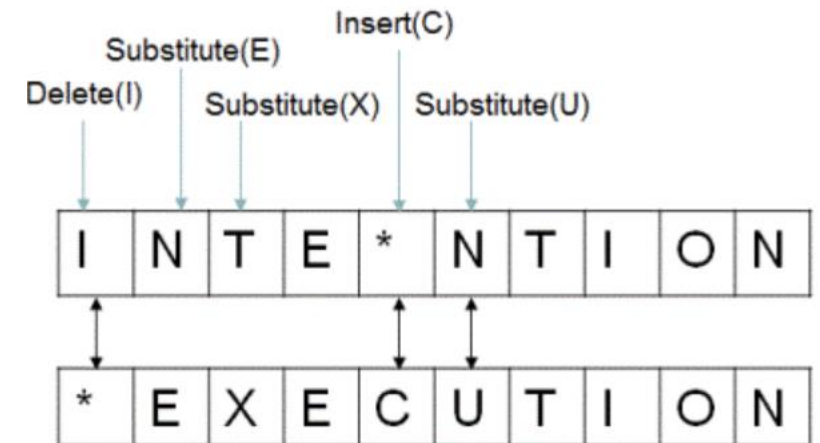 Insert(C)
Substitute(E)
Delete(I)
Substitute(X) Substitute(U)
I N T E * N T I O N
* E X E C U T I O N